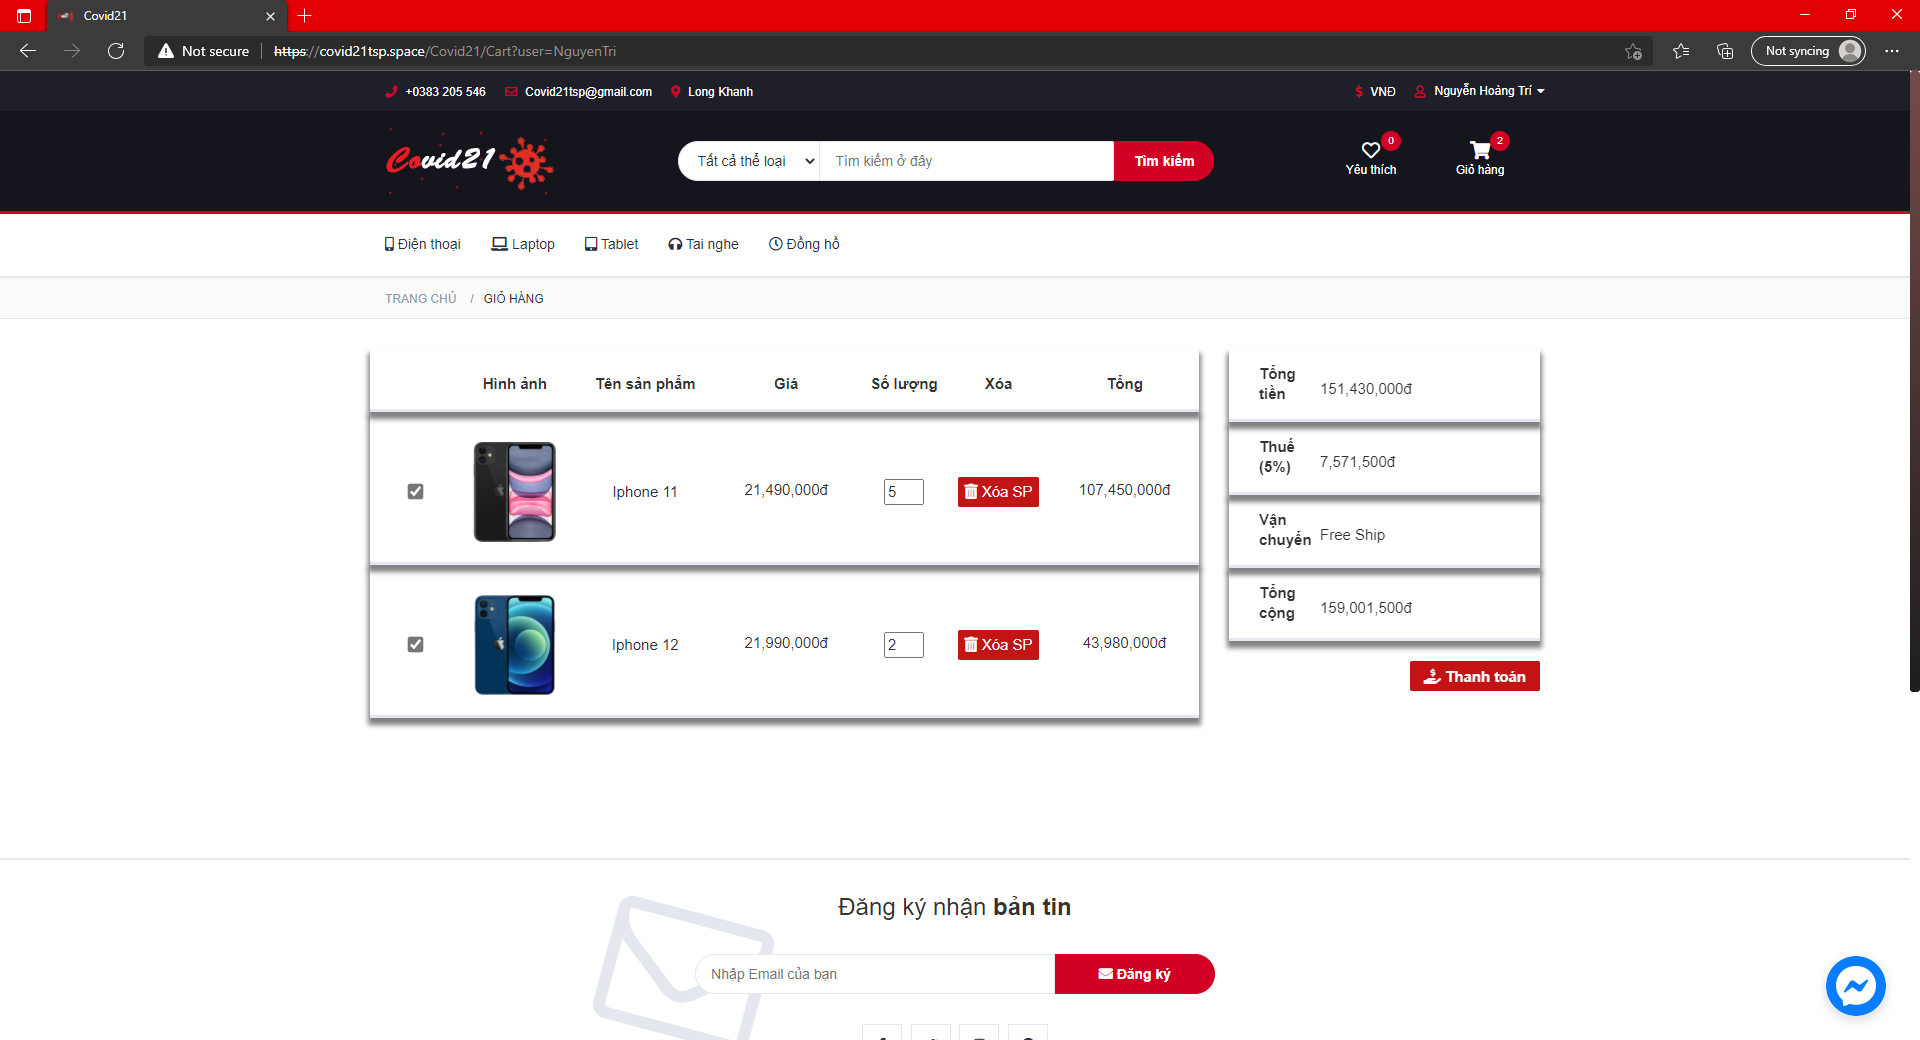 Covid21
Not secure https://covid21tsp.space/Covid21/Cart?user=NguyenTri
Not syncing
+0383 205 546 Covid21tsp@gmail.com Long Khanh
$ VNĐ Nguyễn Hoàng Trí
Covid21
Tất cả thể loại Tìm kiếm ở đây Tìm kiếm
0
Yêu thích
2
Giỏ hàng
Điện thoại Laptop Tablet Tai nghe Đồng hồ
TRANG CHỦ / GIỎ HÀNG
Hình ảnh Tên sản phẩm Giá Số lượng Xóa Tổng
Iphone 11 21,490,000đ 5 Xóa SP 107,450,000đ
Iphone 12 21,990,000đ 2 Xóa SP 43,980,000đ
Tổng tiền 151,430,000đ
Thuế (5%) 7,571,500đ
Vận chuyển Free Ship
Tổng cộng 159,001,500đ
Thanh toán
Đăng ký nhận bản tin
Nhập Email của bạn Đăng ký